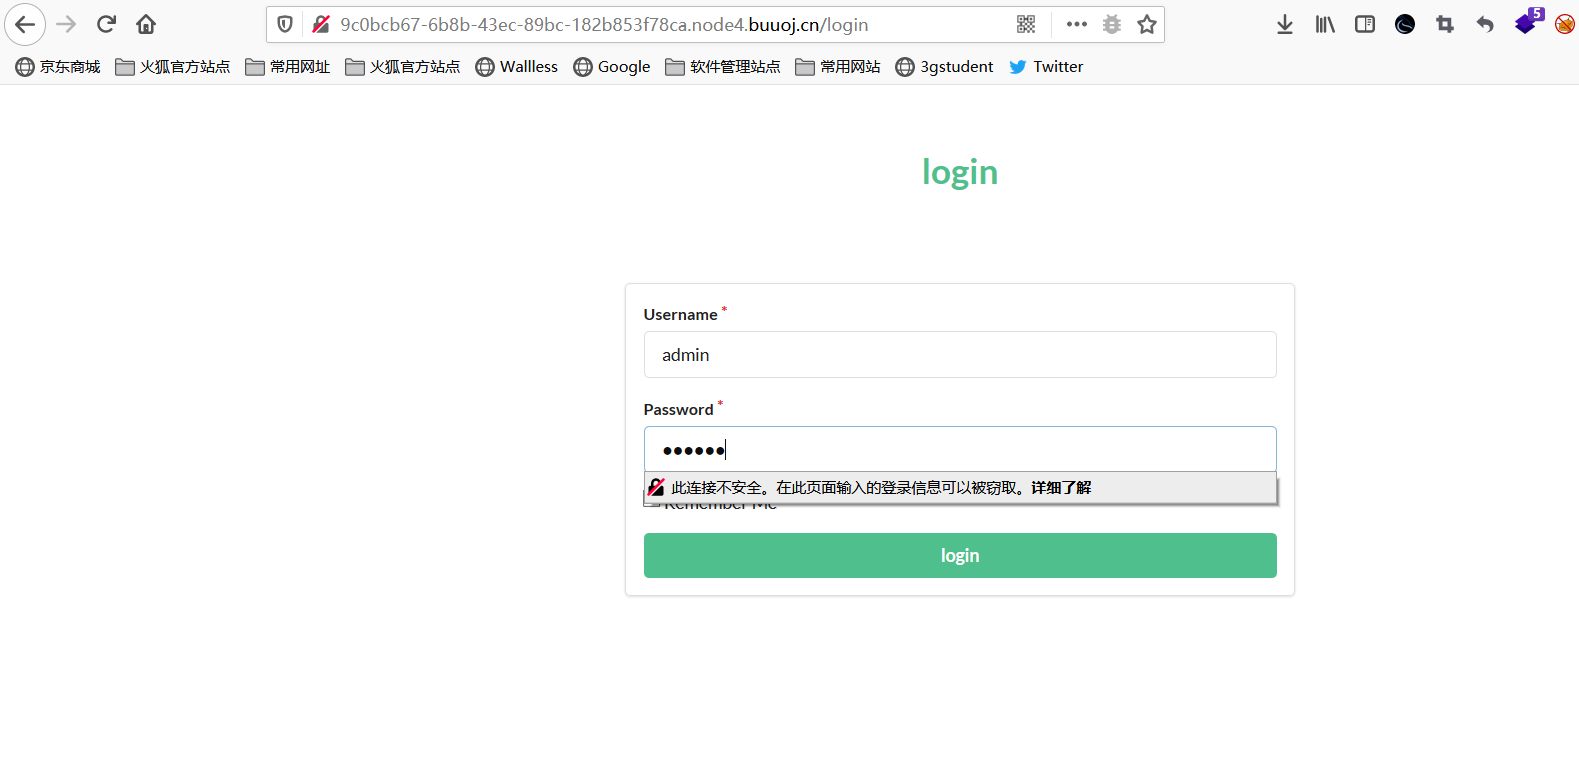 9c0bcb67-6b8b-43ec-89bc-182b853f78ca.node4.buuoj.cn/login
5
京东商城 火狐官方站点 常用网址 火狐官方站点 Wallless Google 软件管理站点 常用网站 3gstudent Twitter
login
Username *
admin
Password *
此连接不安全。在此页面输入的登录信息可以被窃取。详细了解
Remember Me
login